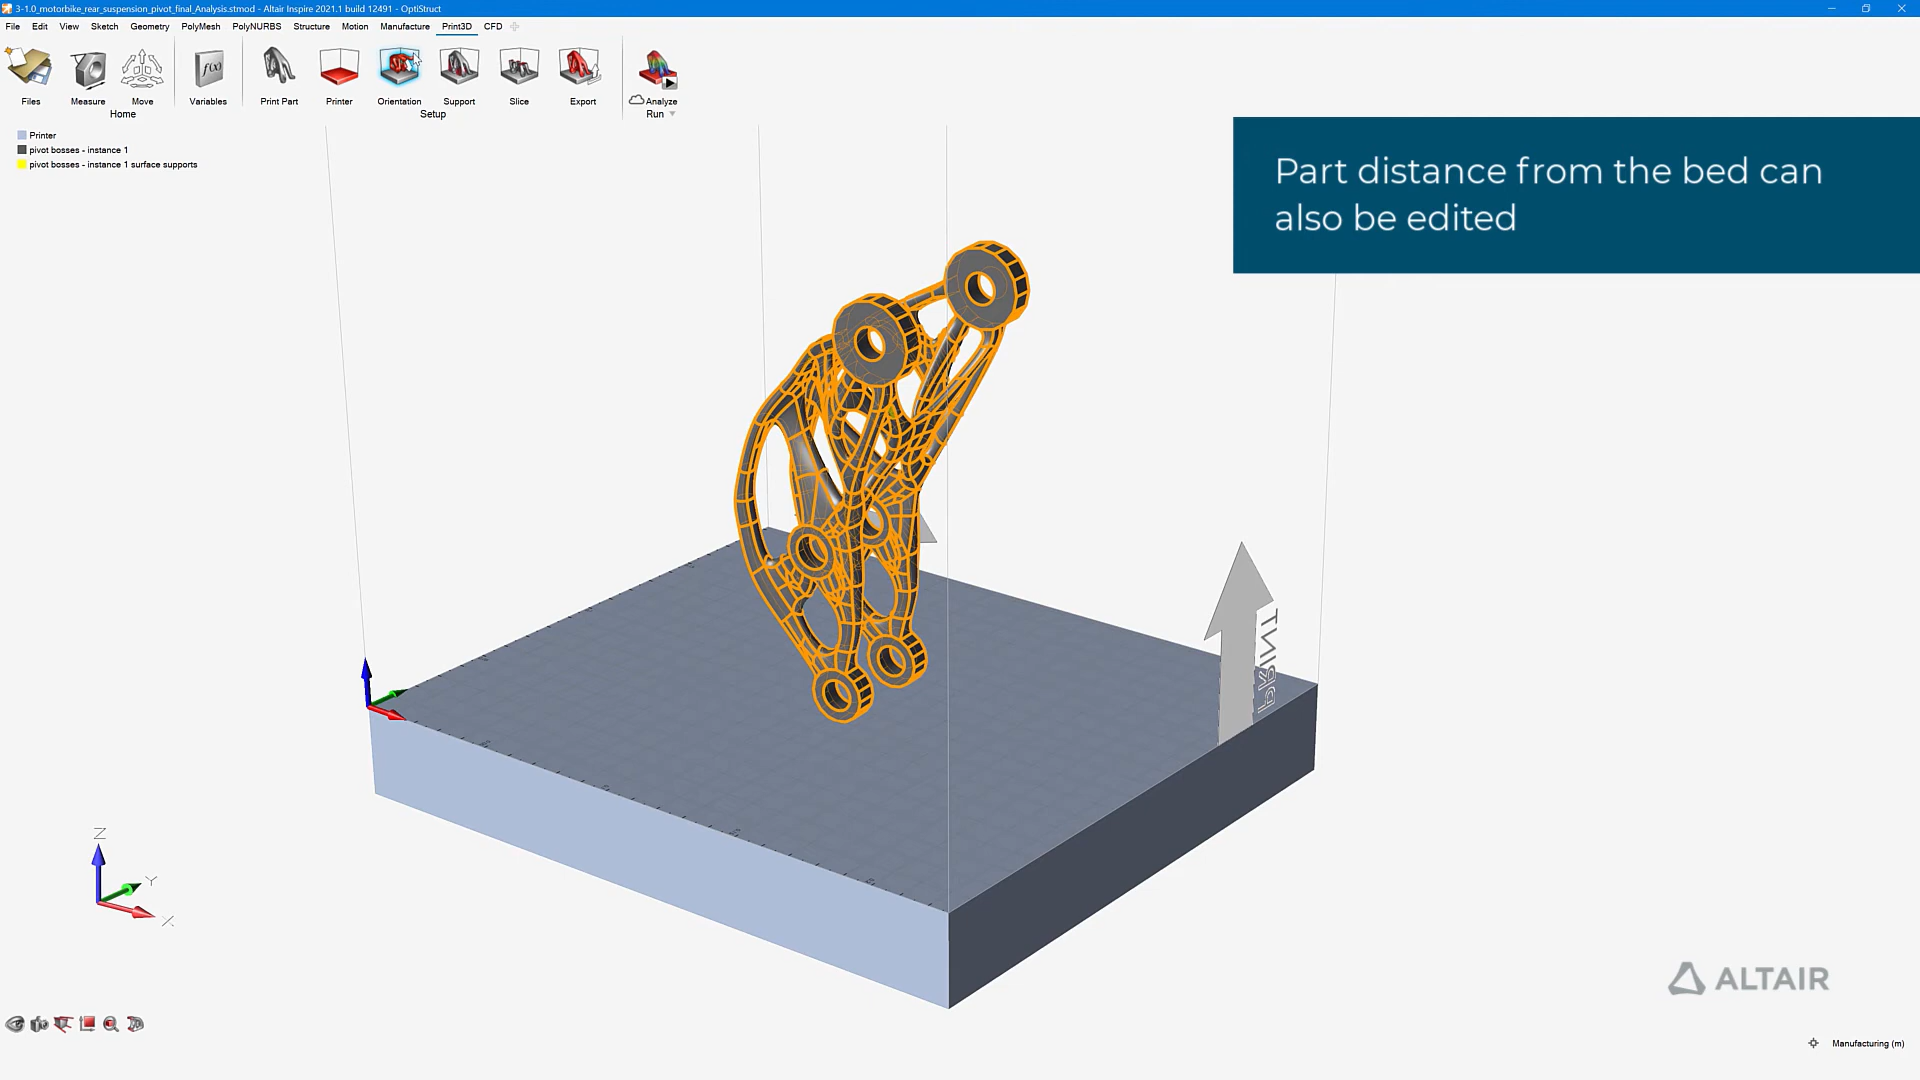 3-1.0_motorbike_rear_suspension_pivot_final_Analysis.stmod - Altair Inspire 2021.1 build 12491 - OptiStruct
File Edit View Sketch Geometry PolyMesh PolyNURBS Structure Motion Manufacture Print3D CFD
f(x)
Files Measure Move Variables Print Part Printer Orientation Support Slice Export Analyze
Home Setup Run
Printer
pivot bosses - instance 1
pivot bosses - instance 1 surface supports
Part distance from the bed can
also be edited
PRINT
Z
Y
X
ALTAIR
Manufacturing (m)